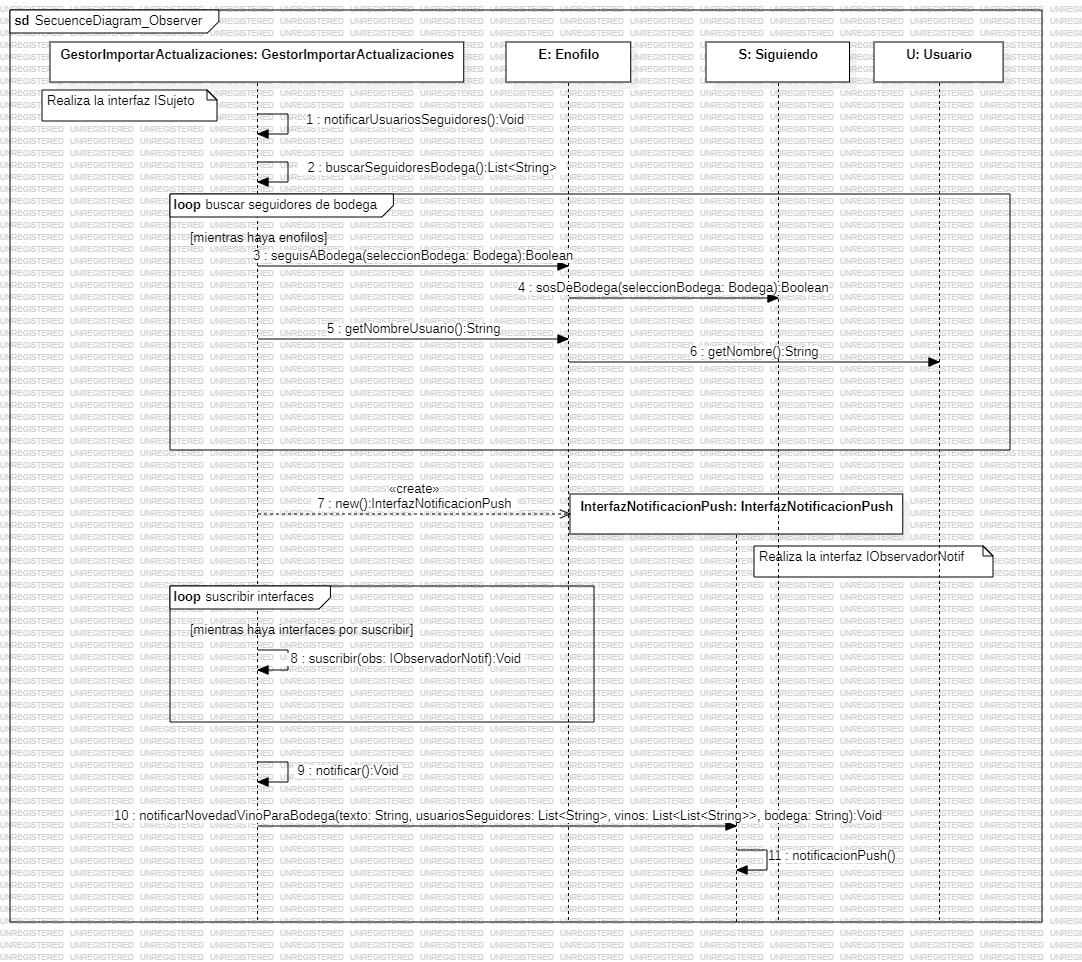 sd SecuenceDiagram_Observer
GestorImportarActualizaciones: GestorImportarActualizaciones
E: Enofilo
S: Siguiendo
U: Usuario
Realiza la interfaz ISujeto
1 : notificarUsuariosSeguidores():Void
2 : buscarSeguidoresBodega():List<String>
loop buscar seguidores de bodega
[mientras haya enofilos]
3 : seguisABodega(seleccionBodega: Bodega):Boolean
4 : sosDeBodega(seleccionBodega: Bodega):Boolean
5 : getNombreUsuario():String
6 : getNombre():String
«create»
7 : new():InterfazNotificacionPush
InterfazNotificacionPush: InterfazNotificacionPush
Realiza la interfaz IObservadorNotif
loop suscribir interfaces
[mientras haya interfaces por suscribir]
8 : suscribir(obs: IObservadorNotif):Void
9 : notificar():Void
10 : notificarNovedadVinoParaBodega(texto: String, usuariosSeguidores: List<String>, vinos: List<List<String>>, bodega: String):Void
11 : notificacionPush()
UNREGISTERED